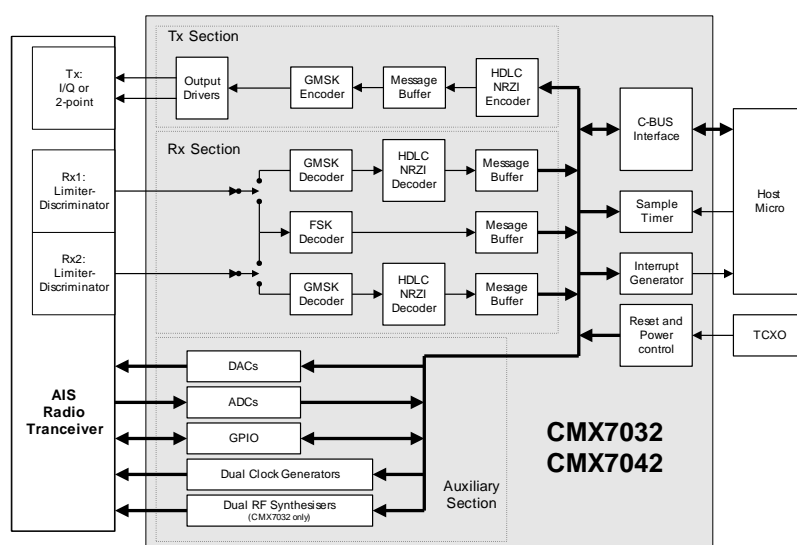 Tx Section
Tx:
I/Q or
2-point
Output
Drivers
GMSK
Encoder
Message
Buffer
HDLC
NRZI
Encoder
C-BUS
Interface
Rx Section
Rx1:
Limiter-
Discriminator
GMSK
Decoder
HDLC
NRZI
Decoder
Message
Buffer
Sample
Timer
Host
Micro
FSK
Decoder
Message
Buffer
Rx2:
Limiter-
Discriminator
GMSK
Decoder
HDLC
NRZI
Decoder
Message
Buffer
Interrupt
Generator
Reset and
Power
control
TCXO
AIS
Radio
Tranceiver
DACs
ADCs
GPIO
Dual Clock Generators
Dual RF Synthesisers
(CMX7032 only)
Auxiliary
Section
CMX7032
CMX7042